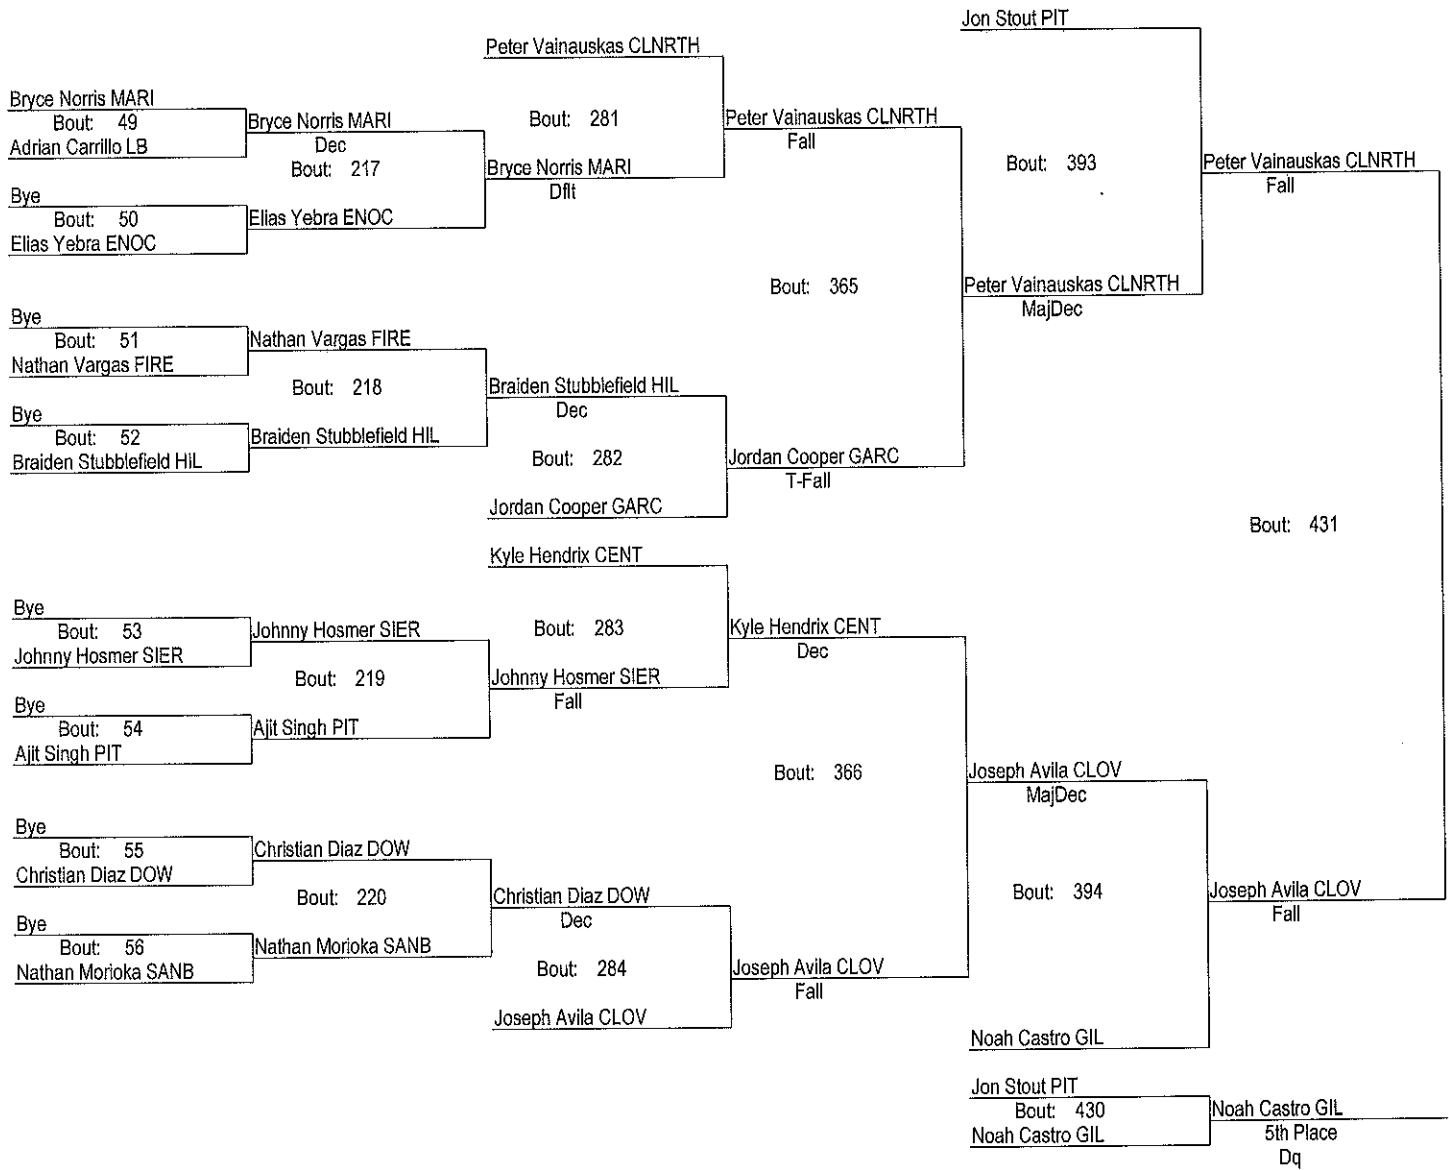 Jon Stout PIT
Peter Vainauskas CLNRTH
Bryce Norris MARI
Bout: 49
Adrian Carrillo LB
Bryce Norris MARI
Dec
Bout: 217
Bye
Bout: 50
Elias Yebra ENOC
Elias Yebra ENOC
Bout: 281
Bryce Norris MARI
Dflt
Peter Vainauskas CLNRTH
Fall
Bout: 393
Peter Vainauskas CLNRTH
Fall
Bye
Bout: 51
Nathan Vargas FIRE
Nathan Vargas FIRE
Bout: 218
Bye
Bout: 52
Braiden Stubblefield HIL
Braiden Stubblefield HIL
Braiden Stubblefield HIL
Dec
Bout: 282
Jordan Cooper GARC
Jordan Cooper GARC
T-Fall
Bout: 365
Peter Vainauskas CLNRTH
MajDec
Bout: 431
Kyle Hendrix CENT
Bye
Bout: 53
Johnny Hosmer SIER
Johnny Hosmer SIER
Bout: 219
Bye
Bout: 54
Ajit Singh PIT
Ajit Singh PIT
Bout: 283
Johnny Hosmer SIER
Fall
Kyle Hendrix CENT
Dec
Bout: 366
Bye
Bout: 55
Christian Diaz DOW
Christian Diaz DOW
Bout: 220
Bye
Bout: 56
Nathan Morioka SANB
Nathan Morioka SANB
Christian Diaz DOW
Dec
Bout: 284
Joseph Avila CLOV
Joseph Avila CLOV
Fall
Joseph Avila CLOV
MajDec
Bout: 394
Joseph Avila CLOV
Fall
Noah Castro GIL
Jon Stout PIT
Bout: 430
Noah Castro GIL
Noah Castro GIL
5th Place
Dq